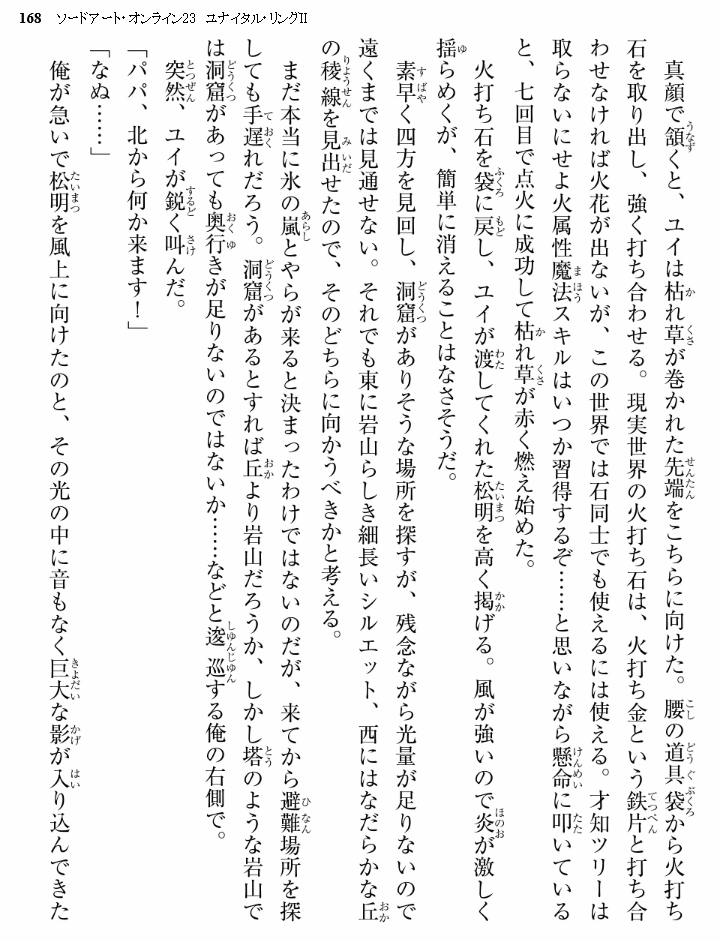 168 ソードアート・オンライン23 ユナイタル・リングⅡ
真顔で頷くと、ユイは枯れ草が巻かれた先端をこちらに向けた。腰の道具袋から火打ち
石を取り出し、強く打ち合わせる。現実世界の火打ち石は、火打ち金という鉄片と打ち合
わせなければ火花が出ないが、この世界では石同士でも使えるには使える。才知ツリーは
取らないにせよ火属性魔法スキルはいつか習得するぞ……と思いながら懸命に叩いている
と、七回目で点火に成功して枯れ草が赤く燃え始めた。
火打ち石を袋に戻し、ユイが渡してくれた松明を高く掲げる。風が強いので炎が激しく
揺らめくが、簡単に消えることはなさそうだ。
素早く四方を見回し、洞窟がありそうな場所を探すが、残念ながら光量が足りないので
遠くまでは見通せない。それでも東に岩山らしき細長いシルエット、西にはなだらかな丘
の稜線を見出せたので、そのどちらに向かうべきかと考える。
まだ本当に氷の嵐とやらが来ると決まったわけではないのだが、来てから避難場所を探
しても手遅れだろう。洞窟があるとすれば丘より岩山だろうか、しかし塔のような岩山で
は洞窟があっても奥行きが足りないのではないか……などと逡巡する俺の右側で。
突然、ユイが鋭く叫んだ。
「パパ、北から何か来ます!」
「なぬ……」
俺が急いで松明を風上に向けたのと、その光の中に音もなく巨大な影が入り込んできた